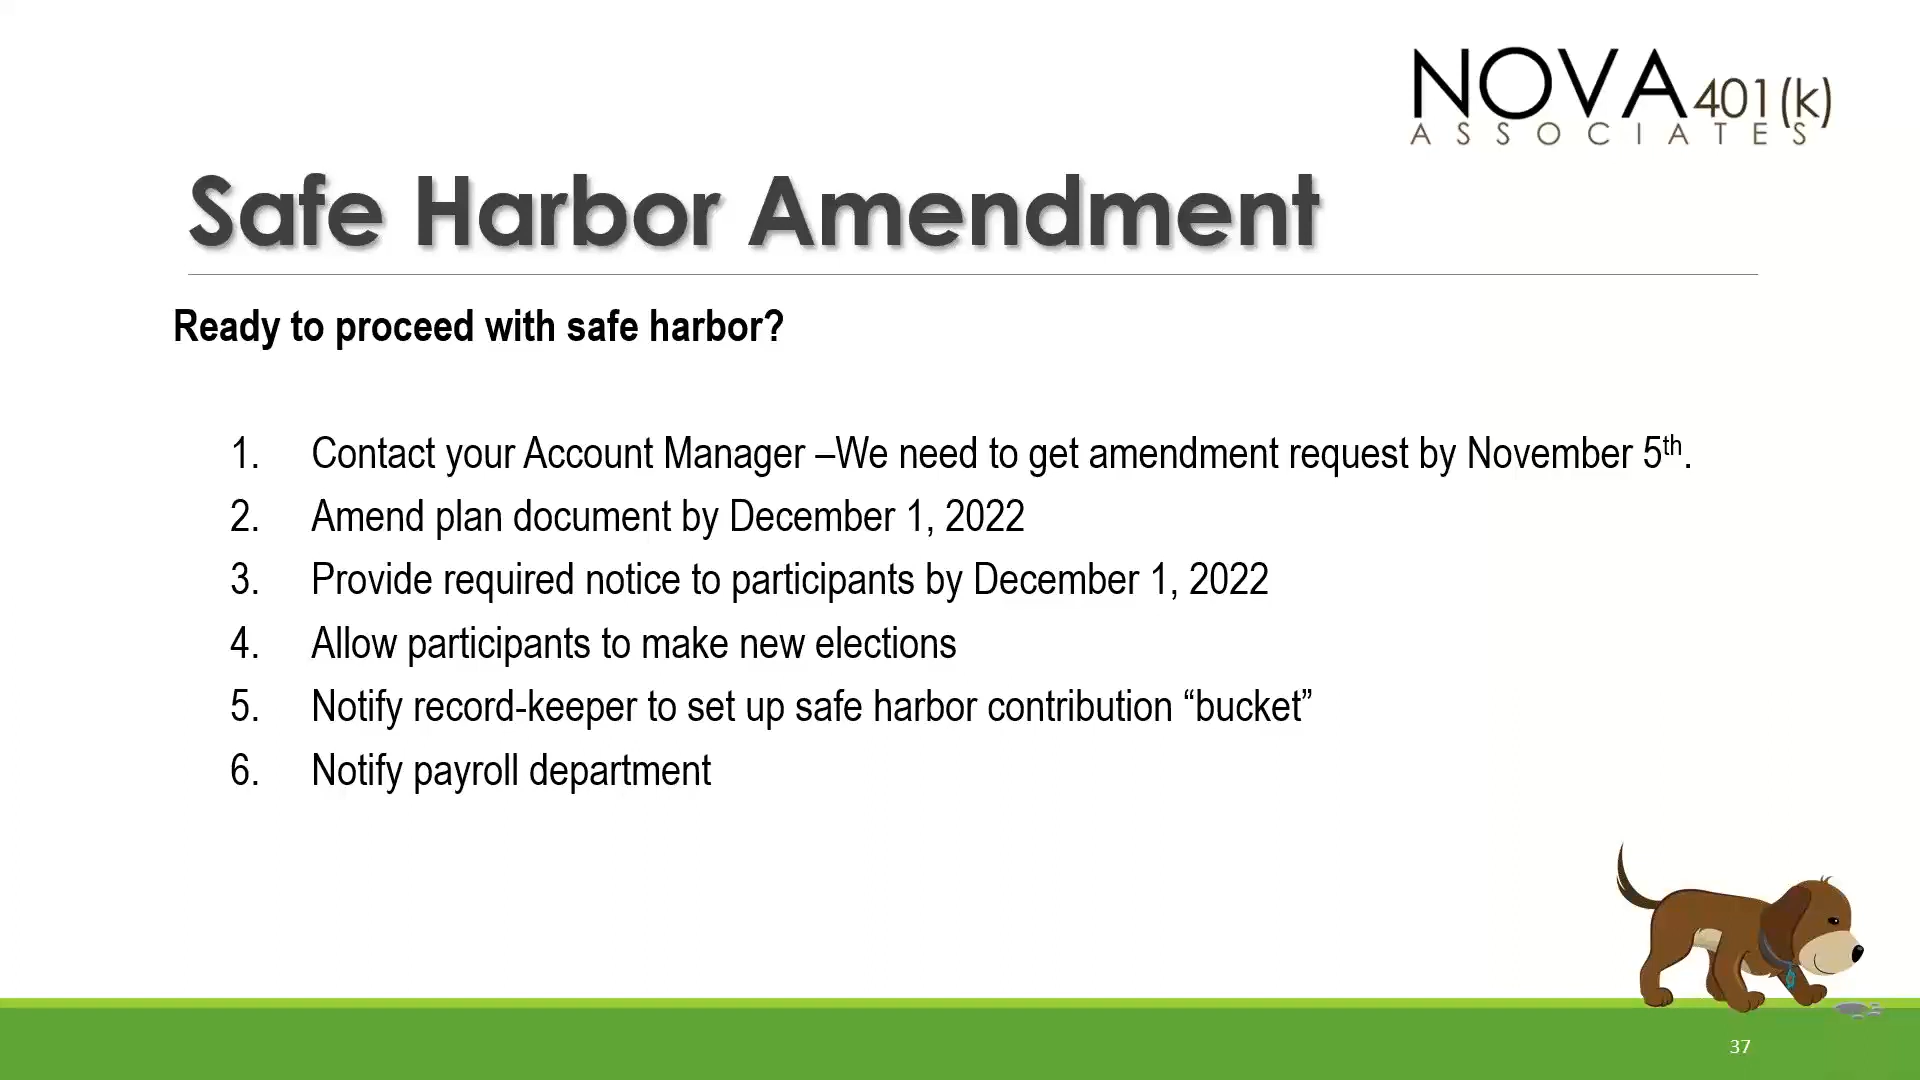 NOVA 401(k)
ASSOCIATES
Safe Harbor Amendment
Ready to proceed with safe harbor?
1. Contact your Account Manager –We need to get amendment request by November 5th.
2. Amend plan document by December 1, 2022
3. Provide required notice to participants by December 1, 2022
4. Allow participants to make new elections
5. Notify record-keeper to set up safe harbor contribution “bucket”
6. Notify payroll department
37